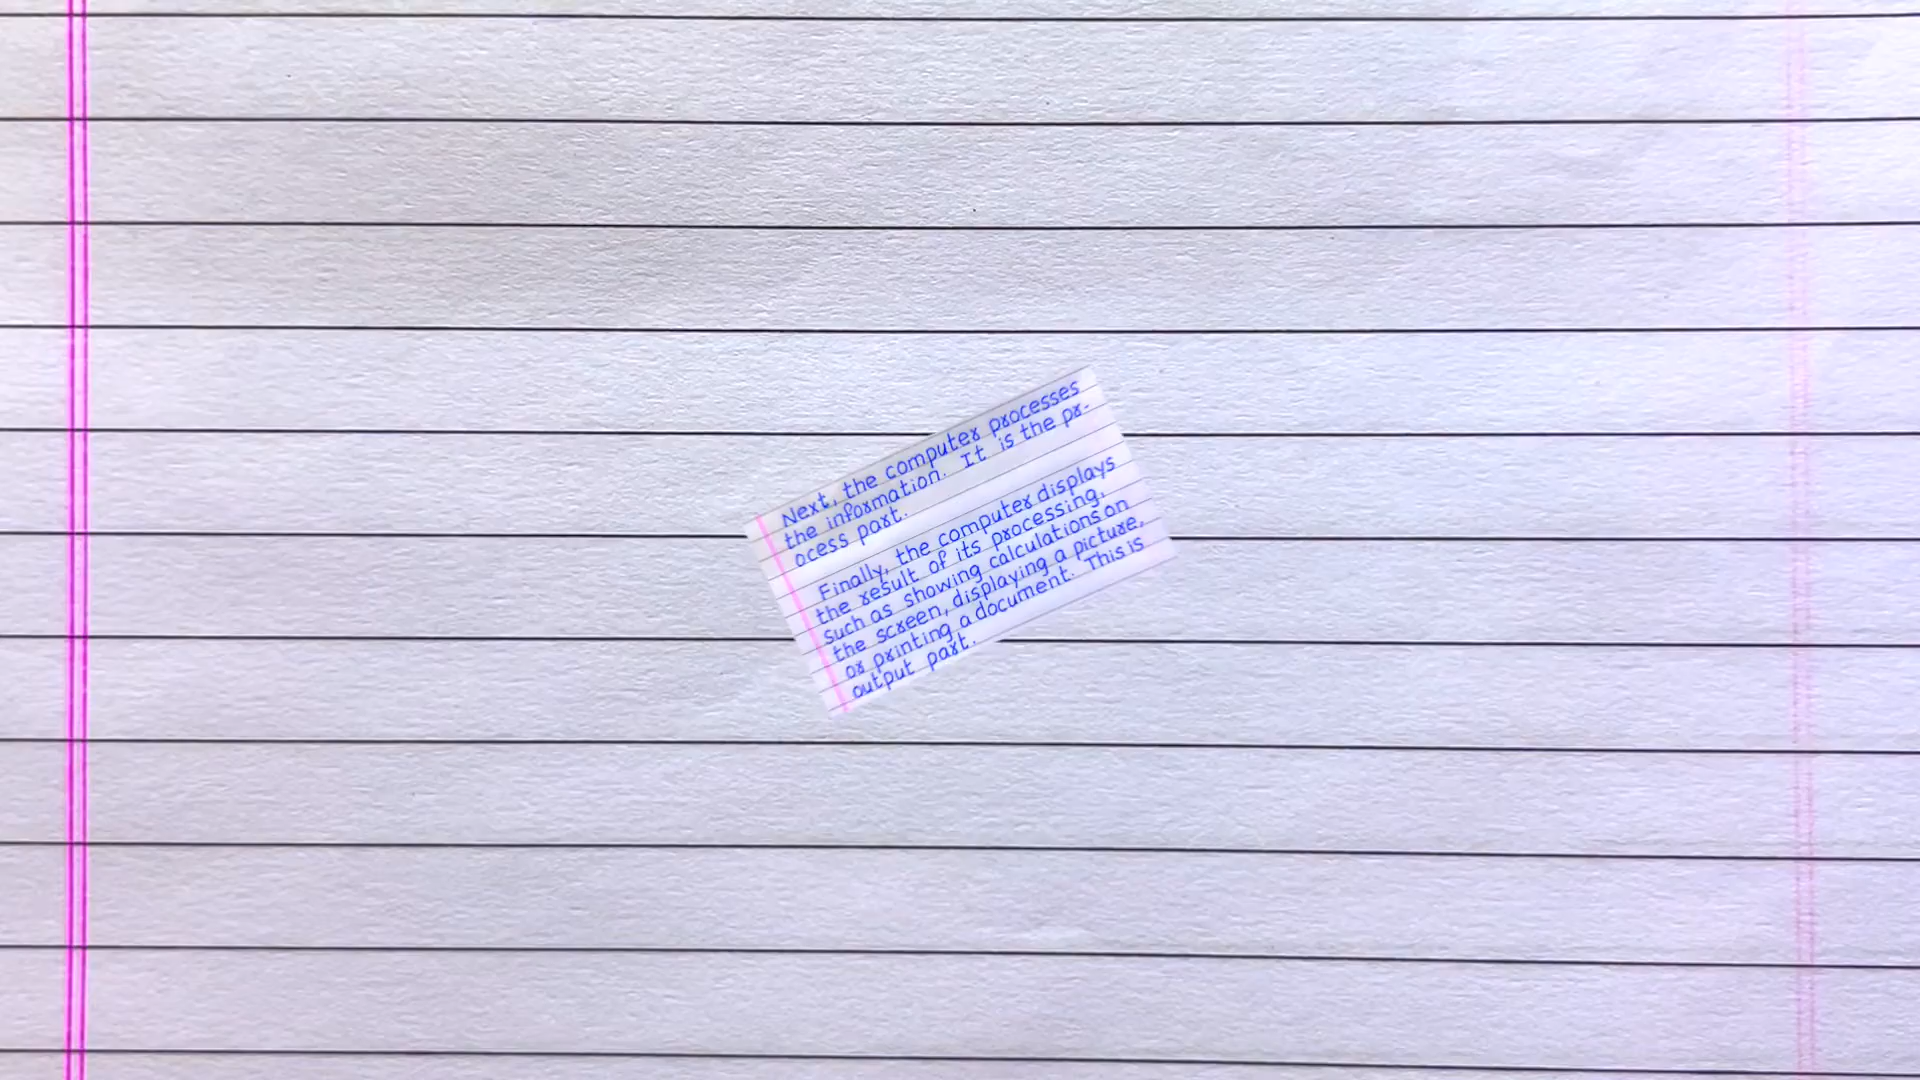 Next, the computer processes
the information. It is the pr-
ocess part.
Finally, the computer displays
the result of its processing,
such as showing calculations on
the screen, displaying a picture,
or printing a document. This is
output part.